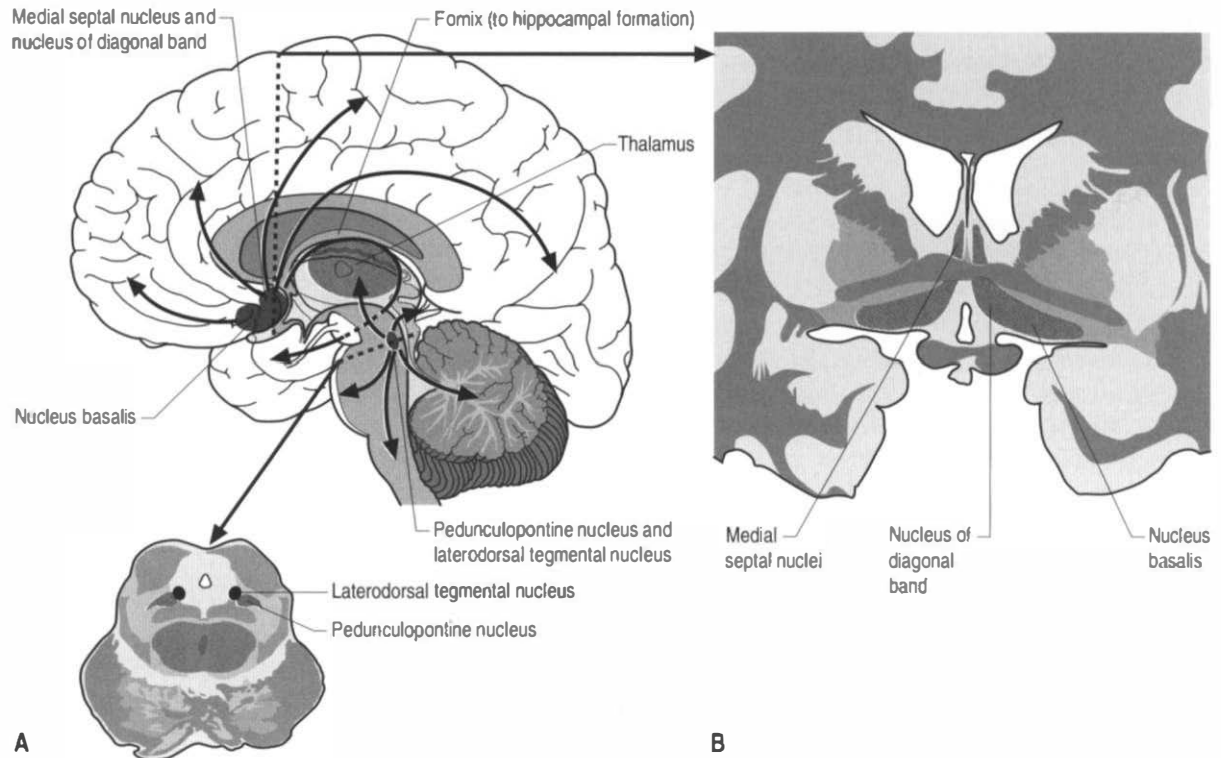 Medial septal nucleus and
nucleus of diagonal band
Fornix (to hippocampal formation)
Thalamus
Nucleus basalis
Pedunculopontine nucleus and
laterodorsal tegmental nucleus
Laterodorsal tegmental nucleus
Pedunculopontine nucleus
A
Medial
septal nuclei
Nucleus of
diagonal
band
Nucleus
basalis
B